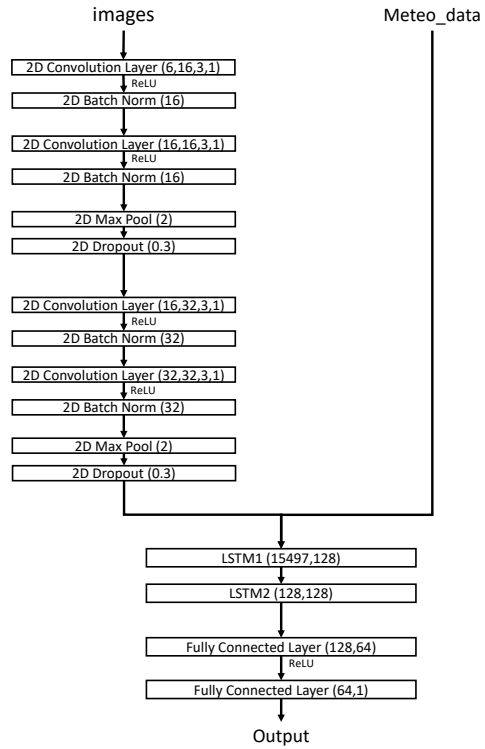 images
Meteo_data
2D Convolution Layer (6,16,3,1)
ReLU
2D Batch Norm (16)
2D Convolution Layer (16,16,3,1)
ReLU
2D Batch Norm (16)
2D Max Pool (2)
2D Dropout (0.3)
2D Convolution Layer (16,32,3,1)
ReLU
2D Batch Norm (32)
2D Convolution Layer (32,32,3,1)
ReLU
2D Batch Norm (32)
2D Max Pool (2)
2D Dropout (0.3)
LSTM1 (15497,128)
LSTM2 (128,128)
Fully Connected Layer (128,64)
ReLU
Fully Connected Layer (64,1)
Output